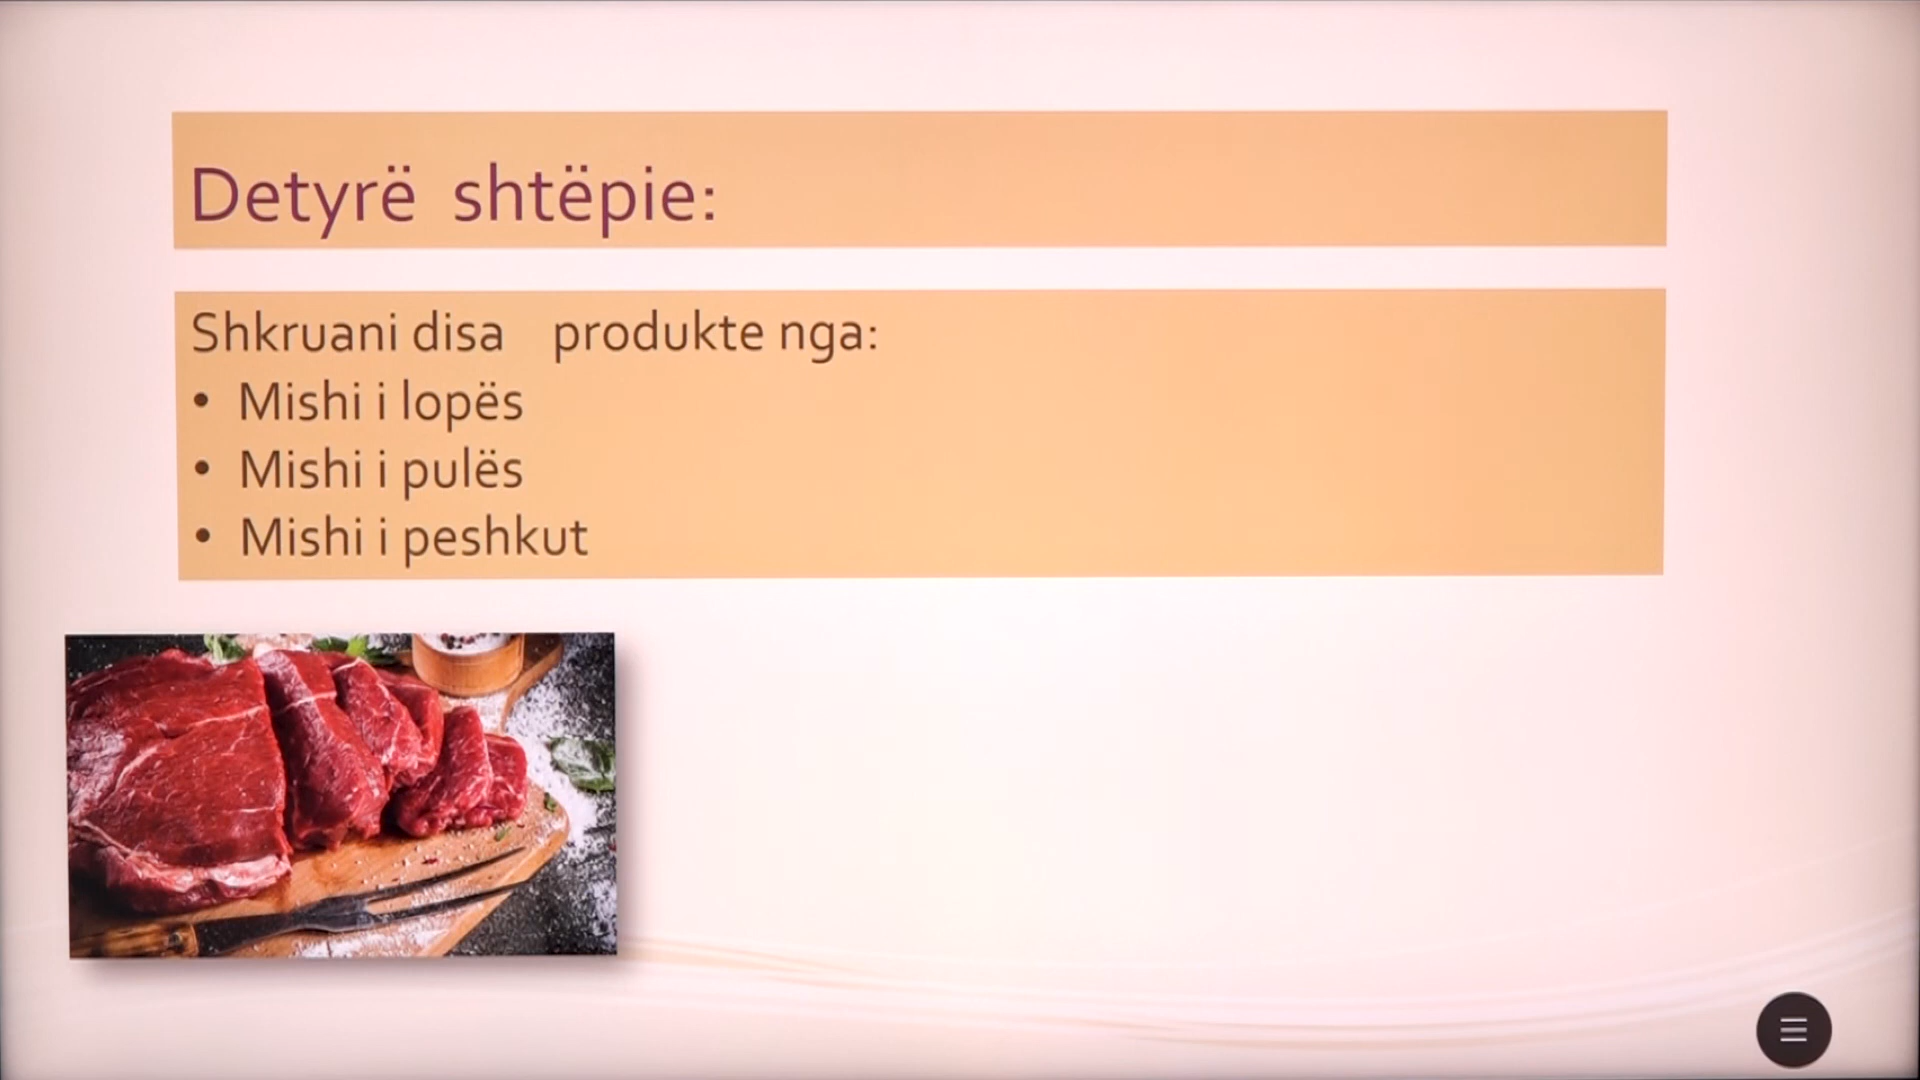 Detyrë shtëpie:
Shkruani disa produkte nga:
• Mishi i lopës
• Mishi i pulës
• Mishi i peshkut